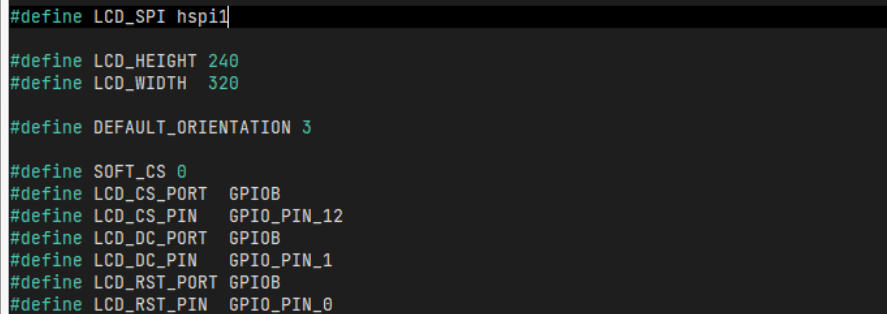 #define LCD_SPI hspi1
#define LCD_HEIGHT 240
#define LCD_WIDTH  320
#define DEFAULT_ORIENTATION 3
#define SOFT_CS 0
#define LCD_CS_PORT  GPIOB
#define LCD_CS_PIN   GPIO_PIN_12
#define LCD_DC_PORT  GPIOB
#define LCD_DC_PIN   GPIO_PIN_1
#define LCD_RST_PORT GPIOB
#define LCD_RST_PIN  GPIO_PIN_0